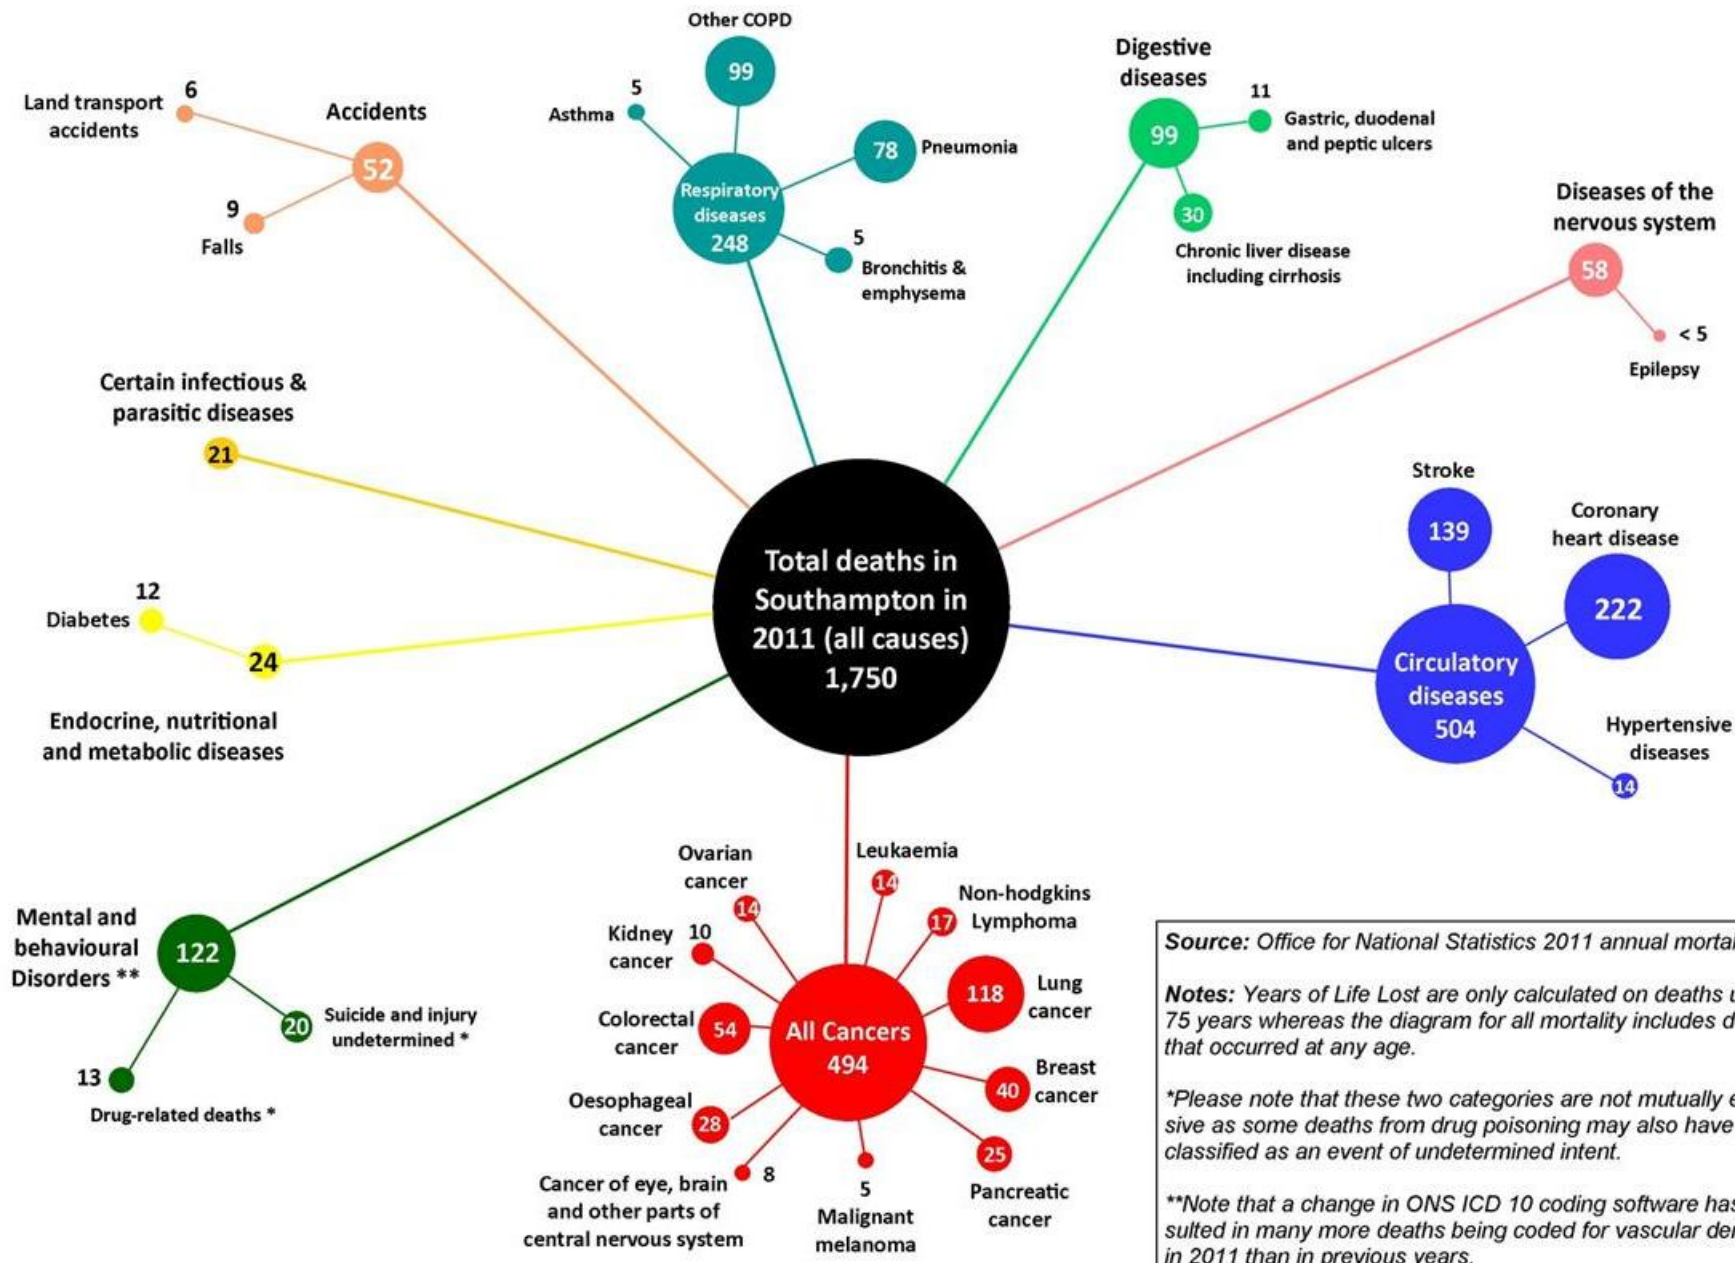 Other COPD
99
5
Asthma
78
Pneumonia
Respiratory
diseases
248
5
Bronchitis &
emphysema
Digestive
diseases
99
11
Gastric, duodenal
and peptic ulcers
30
Chronic liver disease
including cirrhosis
6
Land transport
accidents
Accidents
52
9
Falls
Diseases of the
nervous system
58
< 5
Epilepsy
Certain infectious &
parasitic diseases
21
12
Diabetes
24
Endocrine, nutritional
and metabolic diseases
Total deaths in
Southampton in
2011 (all causes)
1,750
Stroke
139
Coronary
heart disease
222
Circulatory
diseases
504
Hypertensive
diseases
14
Mental and
behavioural
Disorders **
122
20
Suicide and injury
undetermined *
13
Drug-related deaths *
Ovarian
cancer
14
Leukaemia
14
Non-hodgkins
Lymphoma
17
Kidney
cancer
10
118
Lung
cancer
Colorectal
cancer
54
All Cancers
494
Breast
cancer
40
Oesophageal
cancer
28
25
Pancreatic
cancer
8
Cancer of eye, brain
and other parts of
central nervous system
5
Malignant
melanoma
Source: Office for National Statistics 2011 annual
Notes: Years of Life Lost are only calculated on deaths
75 years whereas the diagram for all mortality includes
that occurred at any age.
*Please note that these two categories are not mutually
sive as some deaths from drug poisoning may also have
classified as an event of undetermined intent.
**Note that a change in ONS ICD 10 coding software has
sulted in many more deaths being coded for vascular
in 2011 than in previous years.